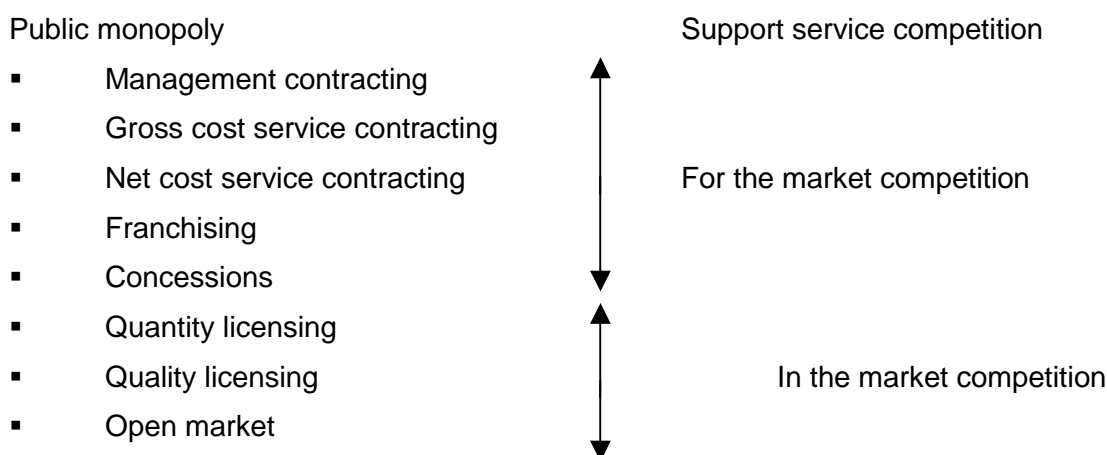 Public monopoly Support service competition
▪ Management contracting
▪ Gross cost service contracting
▪ Net cost service contracting For the market competition
▪ Franchising
▪ Concessions
▪ Quantity licensing
▪ Quality licensing In the market competition
▪ Open market